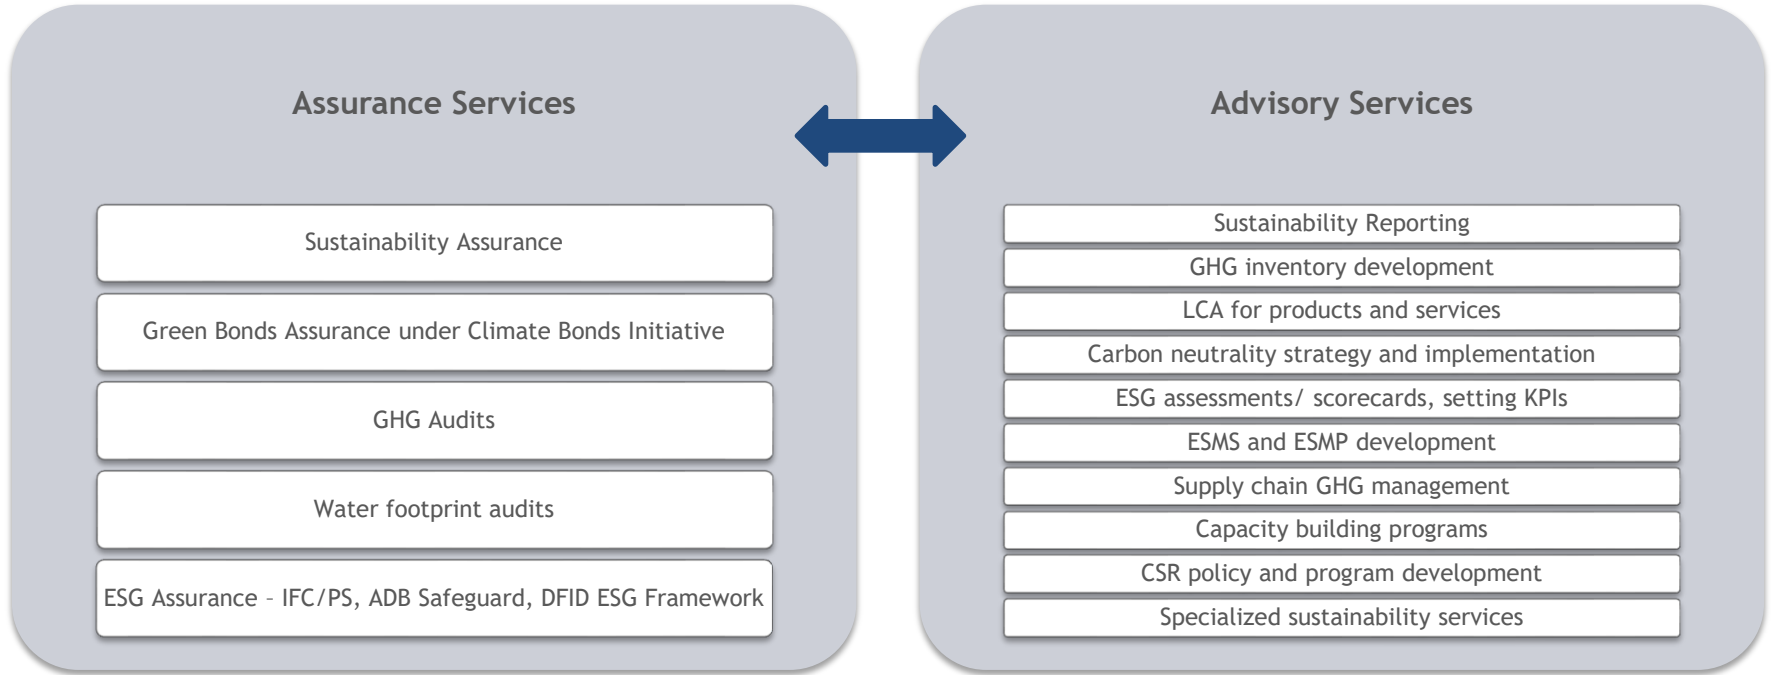 Assurance Services
Sustainability Assurance
Green Bonds Assurance under Climate Bonds Initiative
GHG Audits
Water footprint audits
ESG Assurance – IFC/PS, ADB Safeguard, DFID ESG Framework
Advisory Services
Sustainability Reporting
GHG inventory development
LCA for products and services
Carbon neutrality strategy and implementation
ESG assessments/ scorecards, setting KPIs
ESMS and ESMP development
Supply chain GHG management
Capacity building programs
CSR policy and program development
Specialized sustainability services